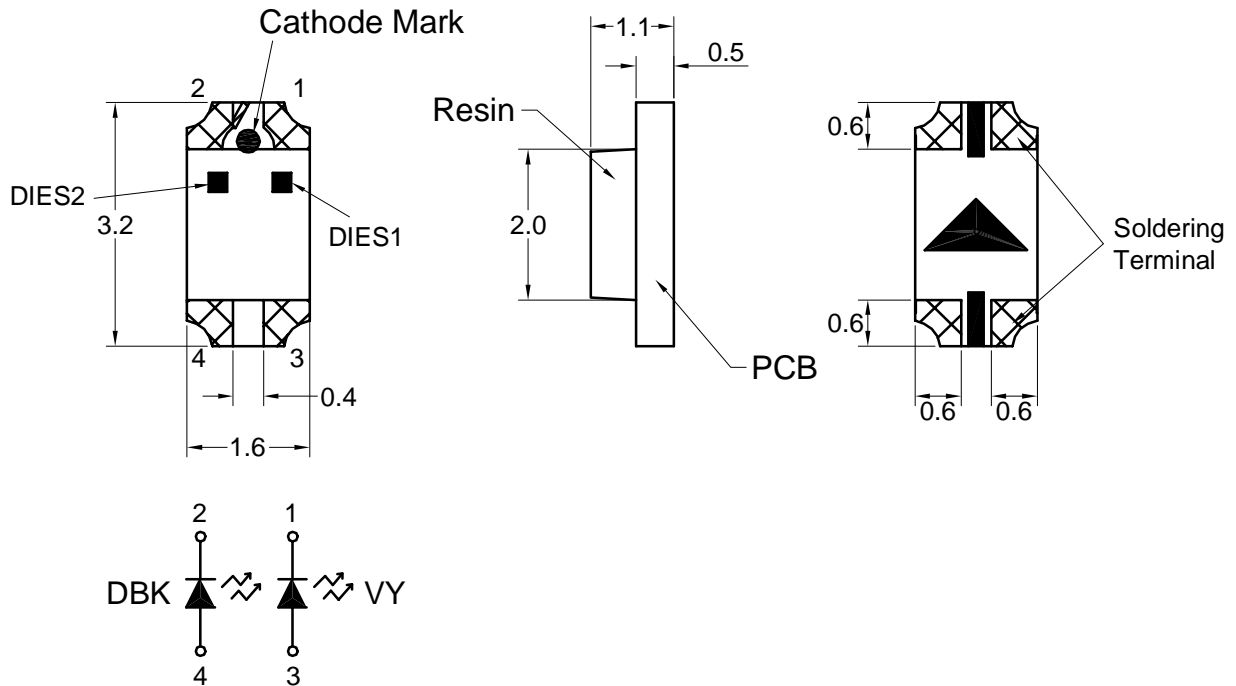 Cathode Mark
2 1
DIES2
3.2
DIES1
4 3
0.4
1.6
1.1
0.5
Resin
2.0
PCB
0.6
Soldering
Terminal
0.6
0.6 0.6
2 1
DBK VY
4 3